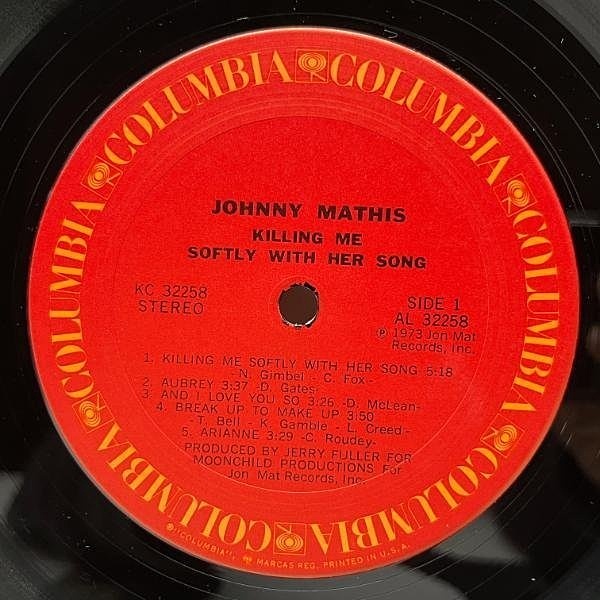 COLUMBIA COLUMBIA COLUMBIA COLUMBIA COLUMBIA COLUMBIA
JOHNNY MATHIS
KILLING ME
SOFTLY WITH HER SONG
KC 32258
STEREO
SIDE 1
AL 32258
Ⓟ 1973 Jon Mat
Records, Inc.
1. KILLING ME SOFTLY WITH HER SONG 5:18
-N. Gimbel - C. Fox-
2. AUBREY 3:37 -D. Gates-
3. AND I LOVE YOU SO 3:26 -D. McLean-
4. BREAK UP TO MAKE UP 3:50
-T. Bell - K. Gamble - L. Creed-
5. ARIANNE 3:29 -C. Roudey-
PRODUCED BY JERRY FULLER FOR
MOONCHILD PRODUCTIONS For
Jon Mat Records, Inc.
®"COLUMBIA", MARCAS REG. PRINTED IN U.S.A.